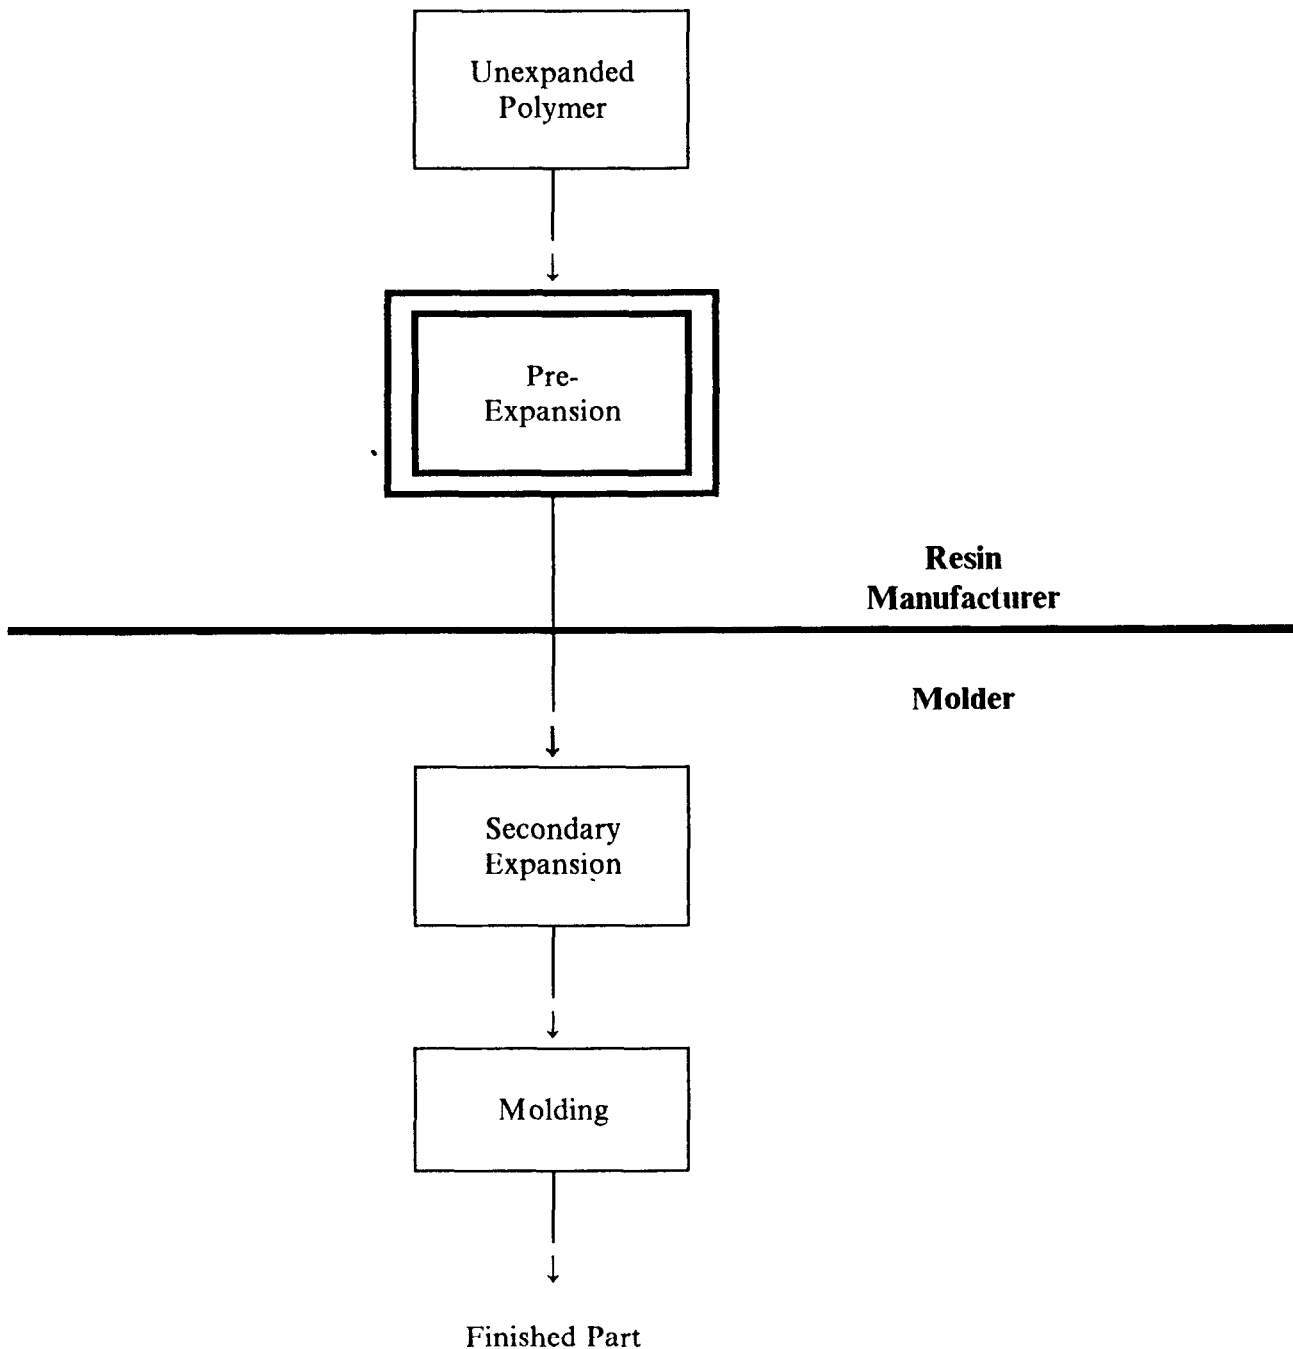 Unexpanded
Polymer
Pre-
Expansion
Resin
Manufacturer
Molder
Secondary
Expansion
Molding
Finished Part